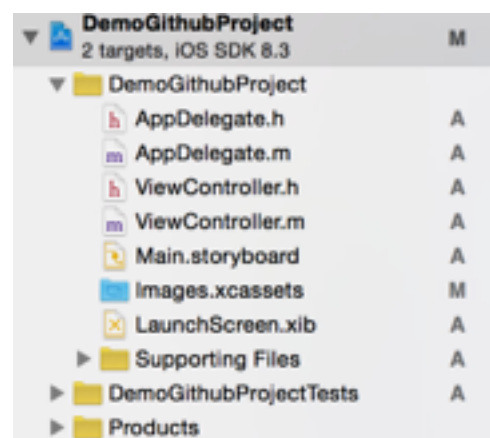 DemoGithubProject M
2 targets, iOS SDK 8.3
DemoGithubProject
h AppDelegate.h A
m AppDelegate.m A
h ViewController.h A
m ViewController.m A
Main.storyboard A
Images.xcassets M
LaunchScreen.xib A
Supporting Files A
DemoGithubProjectTests A
Products